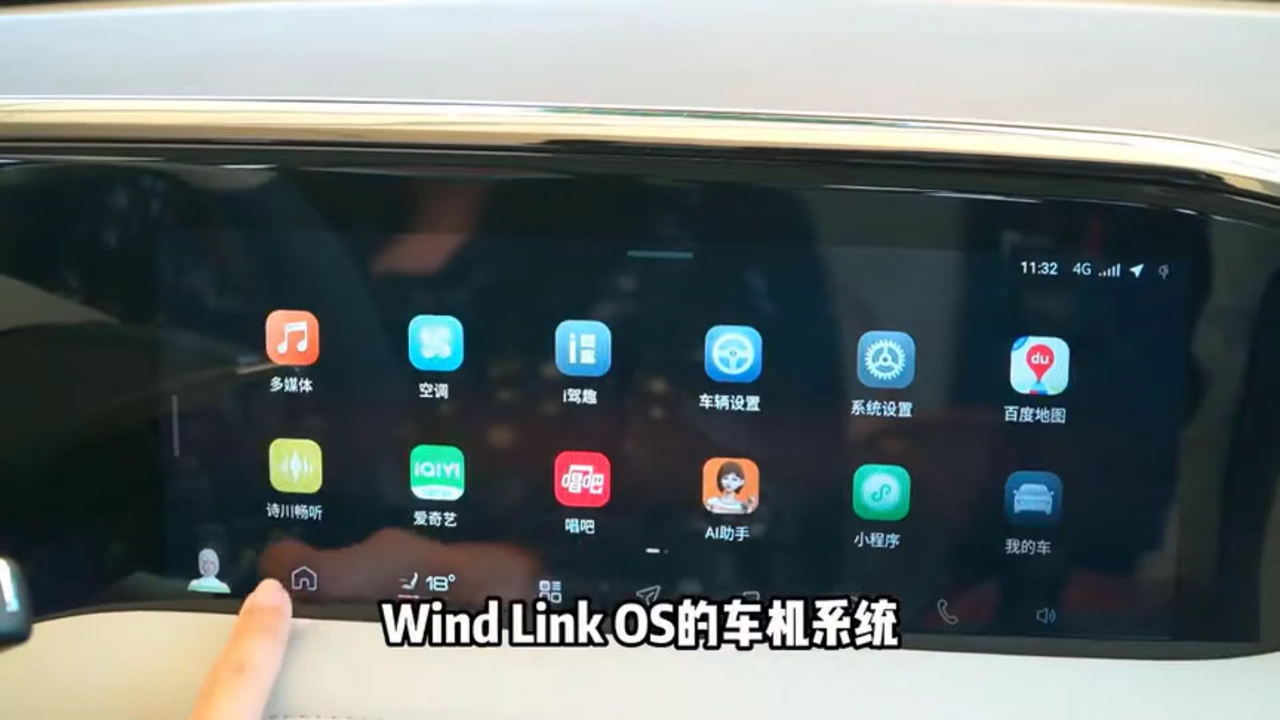 11:32 4G
多媒体 空调 i驾趣 车辆设置 系统设置 du 百度地图
iQIYI 唱吧
诗川畅听 爱奇艺 唱吧 AI助手 小程序 我的车
18°
Wind Link OS的车机系统